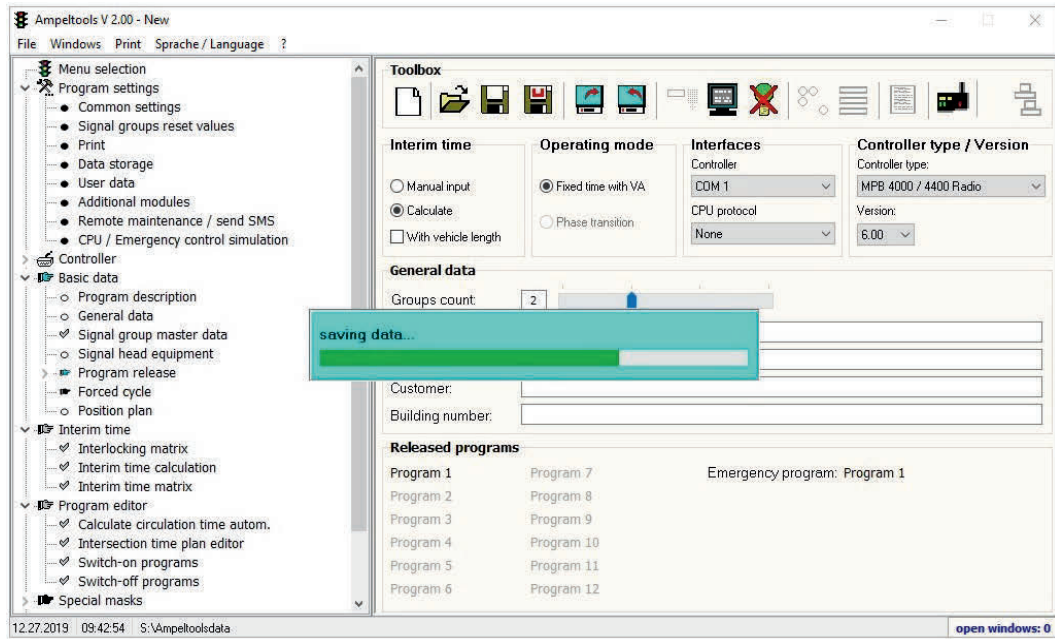 Ampeltools V 2.00 - New
File Windows Print Sprache / Language ?
Menu selection
Program settings
Common settings
Signal groups reset values
Print
Data storage
User data
Additional modules
Remote maintenance / send SMS
CPU / Emergency control simulation
Controller
Basic data
Program description
General data
Signal group master data
Signal head equipment
Program release
Forced cycle
Position plan
Interim time
Interlocking matrix
Interim time calculation
Interim time matrix
Program editor
Calculate circulation time autom.
Intersection time plan editor
Switch-on programs
Switch-off programs
Special masks
Toolbox
Interim time
Manual input
Calculate
With vehicle length
Operating mode
Fixed time with VA
Phase transition
Interfaces
Controller
COM 1
CPU protocol
None
Controller type / Version
Controller type:
MPB 4000 / 4400 Radio
Version:
6.00
General data
Groups count: 2
saving data...
Customer:
Building number:
Released programs
Program 1 Program 7 Emergency program: Program 1
Program 2 Program 8
Program 3 Program 9
Program 4 Program 10
Program 5 Program 11
Program 6 Program 12
12.27.2019 09:42:54 S:\Ampeltoolsdata open windows: 0